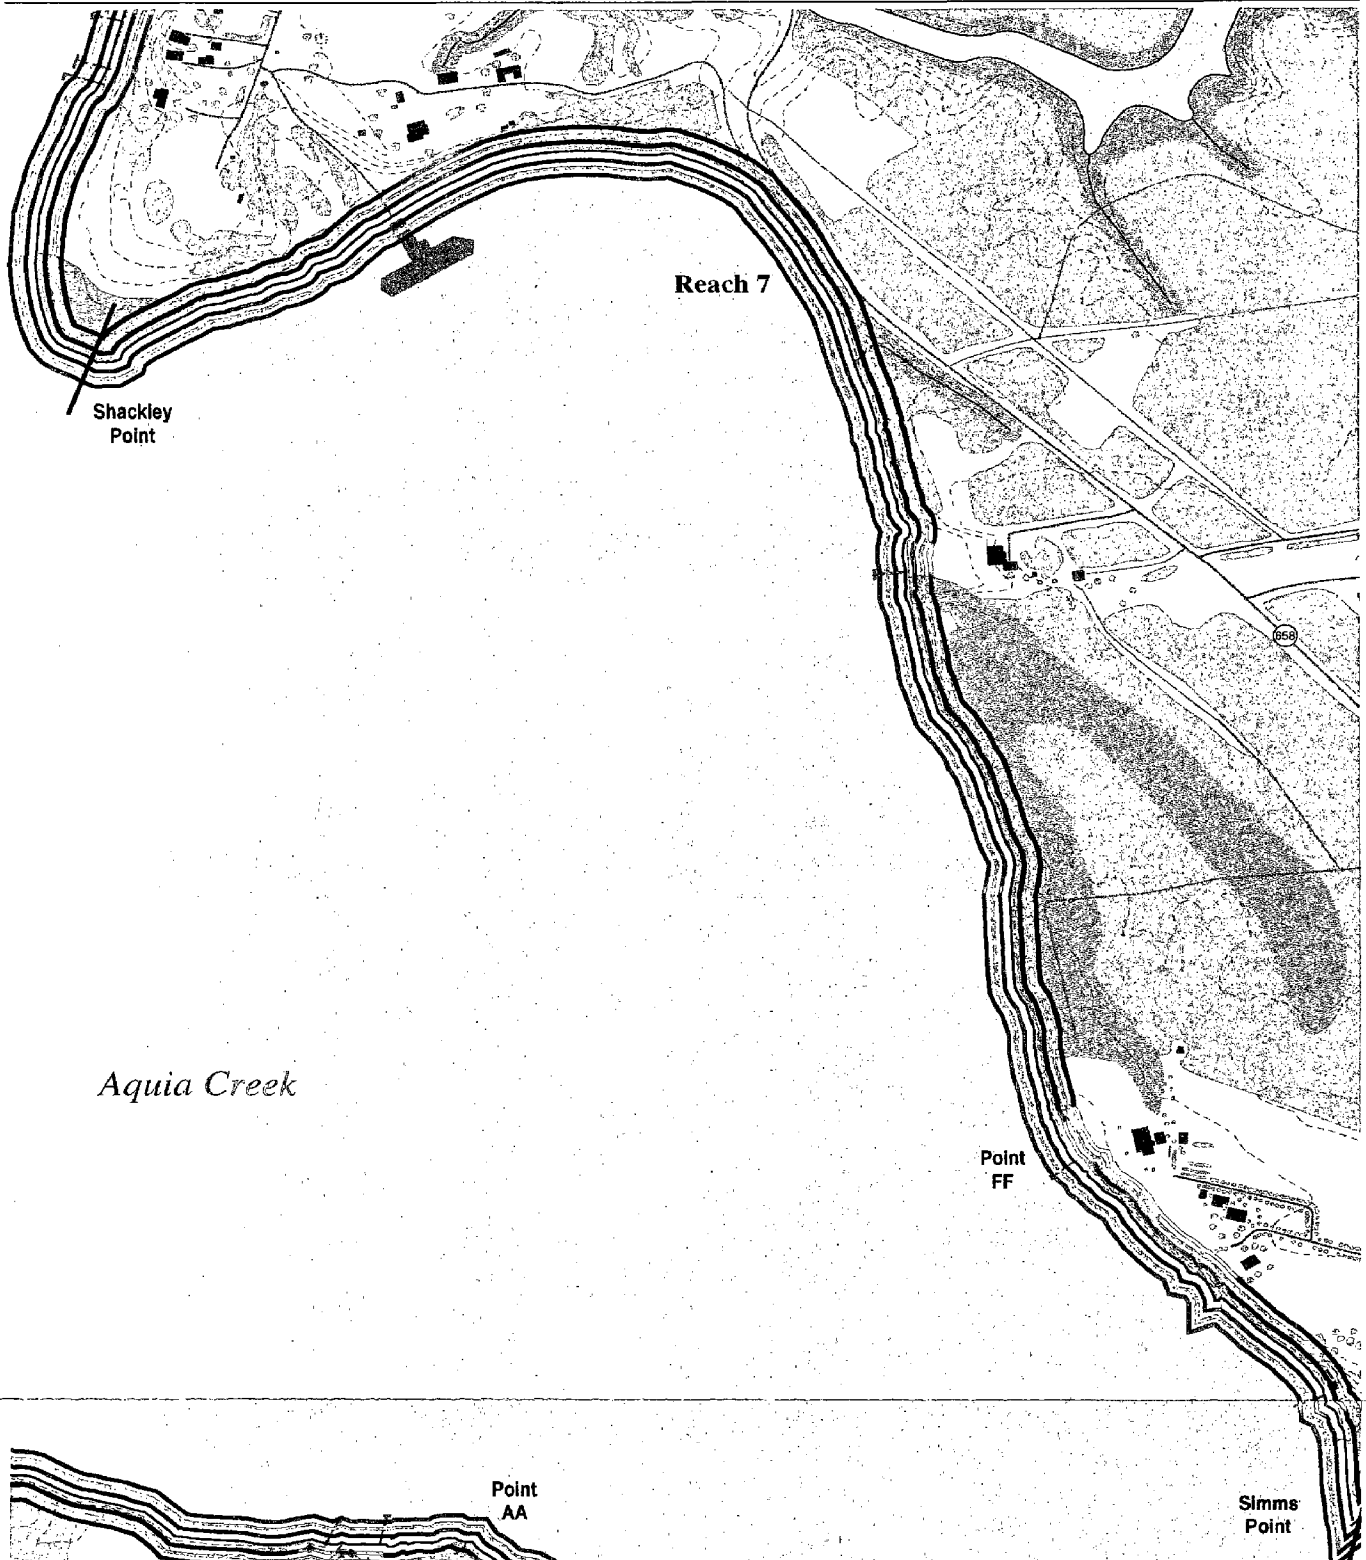 Reach 7
Shackley
Point
658
Aquia Creek
Point
FF
Point
AA
Simms
Point